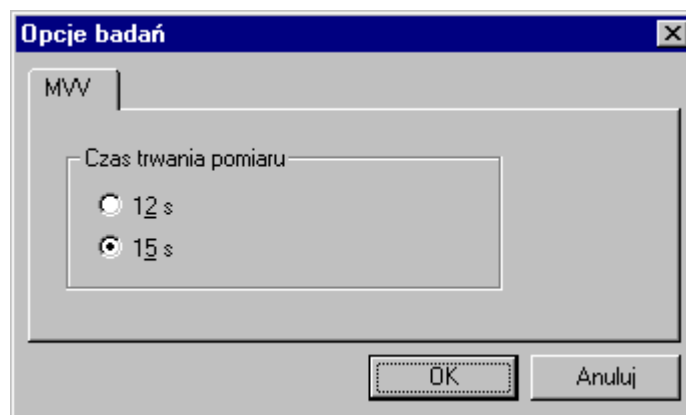 Opcje badań
MVV
Czas trwania pomiaru
12 s
15 s
OK
Anuluj